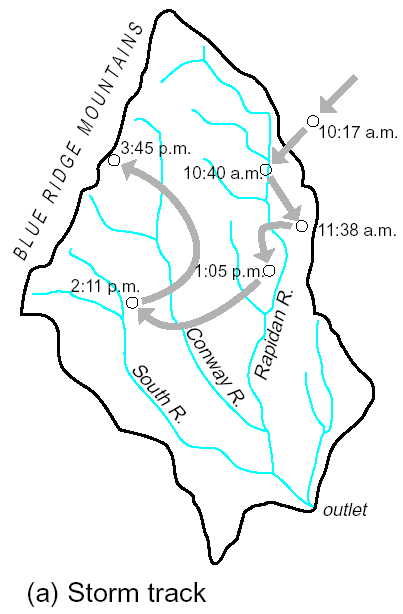 BLUE RIDGE MOUNTAINS
10:17 a.m.
3:45 p.m.
10:40 a.m.
11:38 a.m.
1:05 p.m.
2:11 p.m.
Rapidan R.
Conway R.
South R.
outlet
(a) Storm track